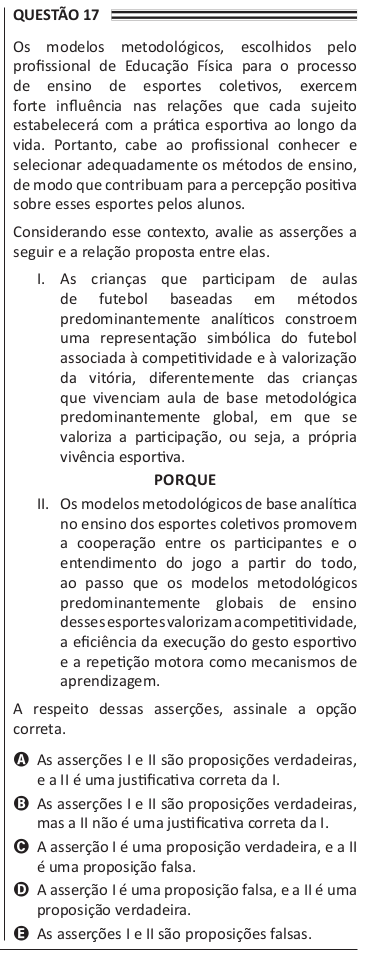 QUESTÃO 17
Os modelos metodológicos, escolhidos pelo
profissional de Educação Física para o processo
de ensino de esportes coletivos, exercem
forte influência nas relações que cada sujeito
estabelecerá com a prática esportiva ao longo da
vida. Portanto, cabe ao profissional conhecer e
selecionar adequadamente os métodos de ensino,
de modo que contribuam para a percepção positiva
sobre esses esportes pelos alunos.
Considerando esse contexto, avalie as asserções a
seguir e a relação proposta entre elas.
I. As crianças que participam de aulas
de futebol baseadas em métodos
predominantemente analíticos constroem
uma representação simbólica do futebol
associada à competitividade e à valorização
da vitória, diferentemente das crianças
que vivenciam aula de base metodológica
predominantemente global, em que se
valoriza a participação, ou seja, a própria
vivência esportiva.
PORQUE
II. Os modelos metodológicos de base analítica
no ensino dos esportes coletivos promovem
a cooperação entre os participantes e o
entendimento do jogo a partir do todo,
ao passo que os modelos metodológicos
predominantemente globais de ensino
desses esportes valorizam a competitividade,
a eficiência da execução do gesto esportivo
e a repetição motora como mecanismos de
aprendizagem.
A respeito dessas asserções, assinale a opção
correta.
A As asserções I e II são proposições verdadeiras,
e a II é uma justificativa correta da I.
B As asserções I e II são proposições verdadeiras,
mas a II não é uma justificativa correta da I.
C A asserção I é uma proposição verdadeira, e a II
é uma proposição falsa.
D A asserção I é uma proposição falsa, e a II é uma
proposição verdadeira.
E As asserções I e II são proposições falsas.